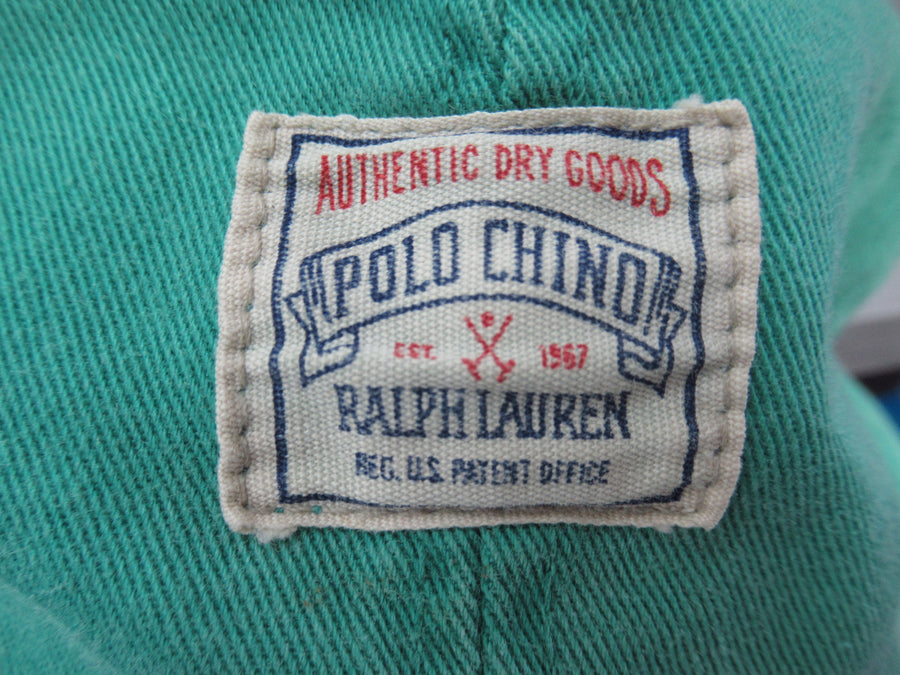 AUTHENTIC DRY GOODS
POLO CHINO
EST. 1967
RALPH LAUREN
REG. U.S. PATENT OFFICE